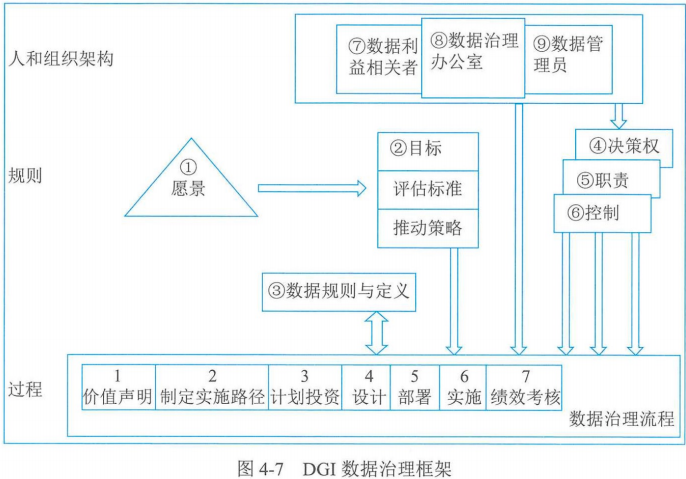 人和组织架构
⑦数据利
益相关者
⑧数据治理
办公室
⑨数据管
理员
规则
①
愿景
②目标
评估标准
推动策略
④决策权
⑤职责
⑥控制
③数据规则与定义
过程
1
价值声明
2
制定实施路径
3
计划投资
4
设计
5
部署
6
实施
7
绩效考核
数据治理流程
图 4-7 DGI 数据治理框架